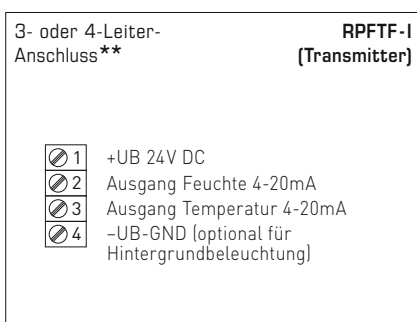 3- oder 4-Leiter-
Anschluss**
RPFTF-I
(Transmitter)
1 +UB 24V DC
2 Ausgang Feuchte 4-20mA
3 Ausgang Temperatur 4-20mA
4 –UB-GND (optional für
Hintergrundbeleuchtung)